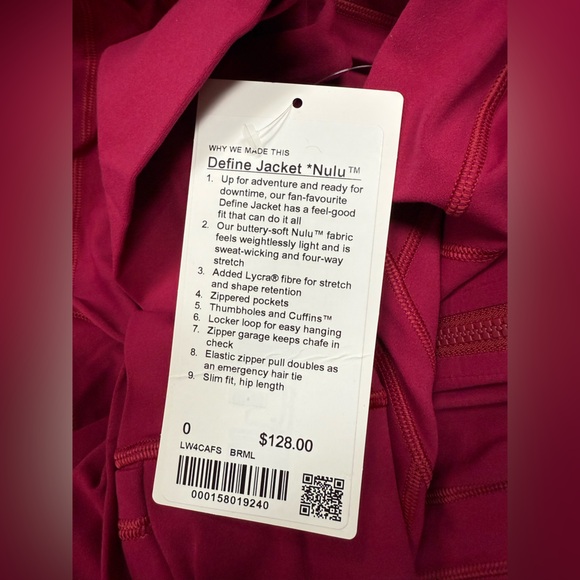 WHY WE MADE THIS
Define Jacket *Nulu™
1. Up for adventure and ready for
downtime, our fan-favourite
Define Jacket has a feel-good
fit that can do it all
2. Our buttery-soft Nulu™ fabric
feels weightlessly light and is
sweat-wicking and four-way
stretch
3. Added Lycra® fibre for stretch
and shape retention
4. Zippered pockets
5. Thumbholes and Cuffins™
6. Locker loop for easy hanging
7. Zipper garage keeps chafe in
check
8. Elastic zipper pull doubles as
an emergency hair tie
9. Slim fit, hip length
0 $128.00
LW4CAFS BRML
000158019240